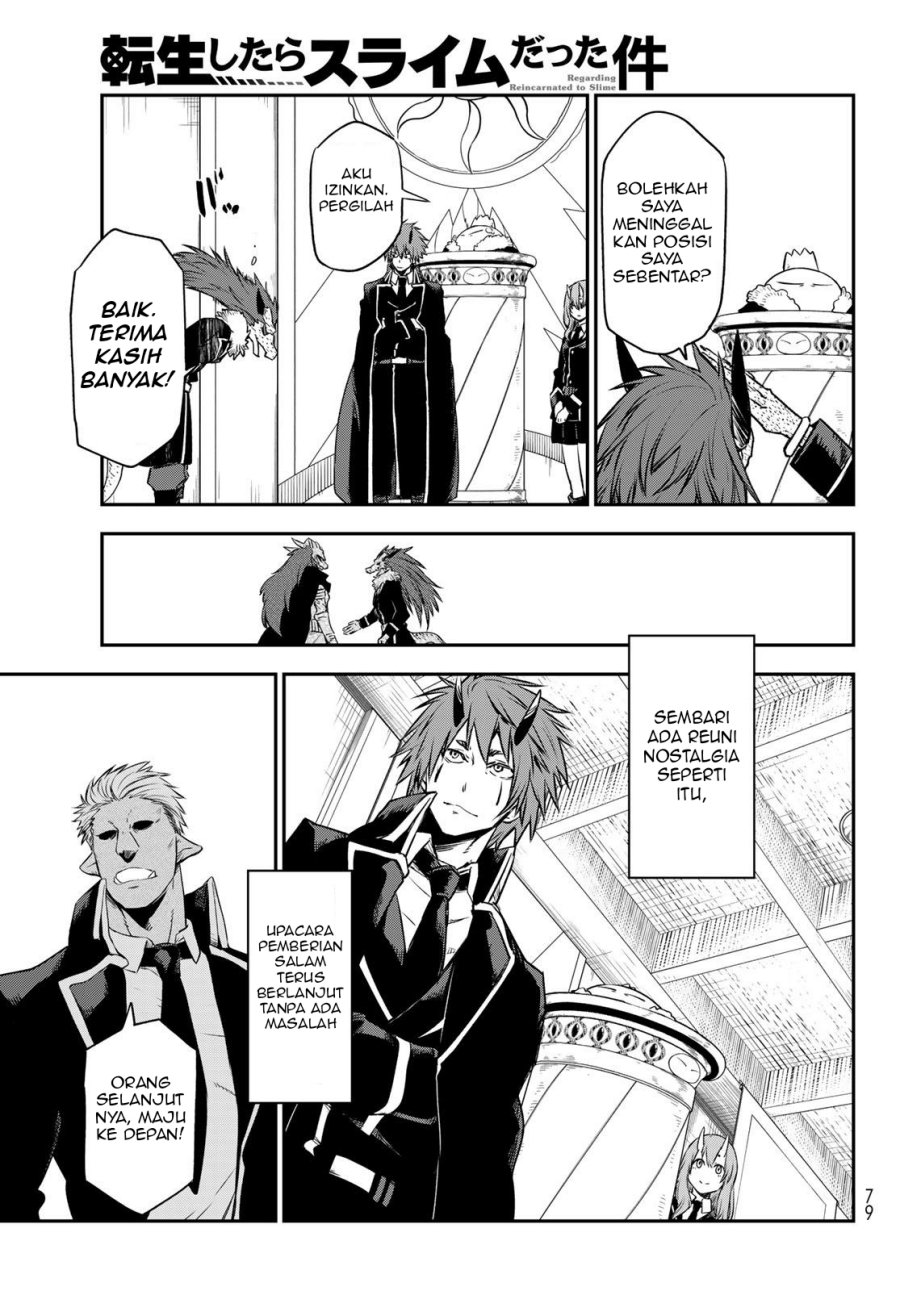 転生したらスライムだった件
Regarding
Reincarnated to Slime
BOLEHKAH
SAYA
MENINGGAL
KAN POSISI
SAYA
SEBENTAR?
AKU
IZINKAN.
PERGILAH
BAIK.
TERIMA
KASIH
BANYAK!
SEMBARI
ADA REUNI
NOSTALGIA
SEPERTI
ITU,
UPACARA
PEMBERIAN
SALAM
TERUS
BERLANJUT
TANPA ADA
MASALAH
ORANG
SELANJUT
NYA, MAJU
KE DEPAN!
79